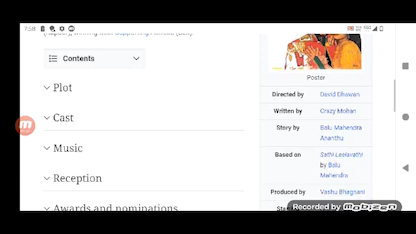 Contents
Plot
Cast
Music
Reception
Awards and nominations
Poster
Directed by David Dhawan
Written by Crazy Mohan
Story by Balu Mahendra
Ananthu
Based on Sathi Leelavathi
by Balu
Mahendra
Produced by Vashu Bhagnani
Recorded by
MOBIZEN